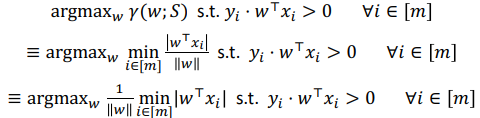 argmax_w γ(w; S) s.t. y_i · w^⊤x_i > 0 ∀i ∈ [m]
≡ argmax_w min_{i∈[m]} |w^⊤x_i| / ‖w‖ s.t. y_i · w^⊤x_i > 0 ∀i ∈ [m]
≡ argmax_w 1/‖w‖ min_{i∈[m]} |w^⊤x_i| s.t. y_i · w^⊤x_i > 0 ∀i ∈ [m]